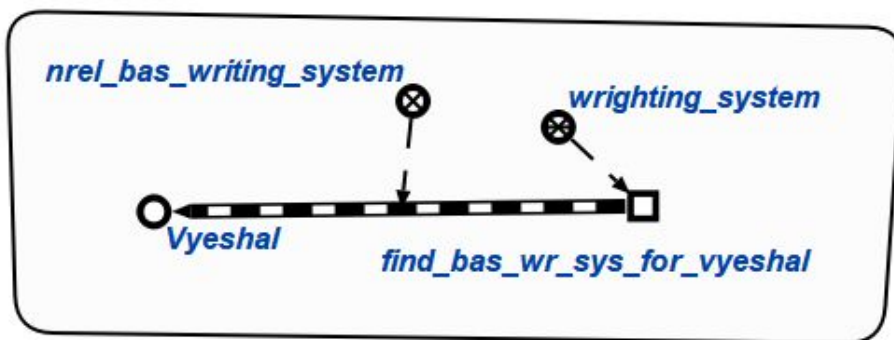 nrel_bas_writing_system
wrighting_system
Vyeshal
find_bas_wr_sys_for_vyeshal